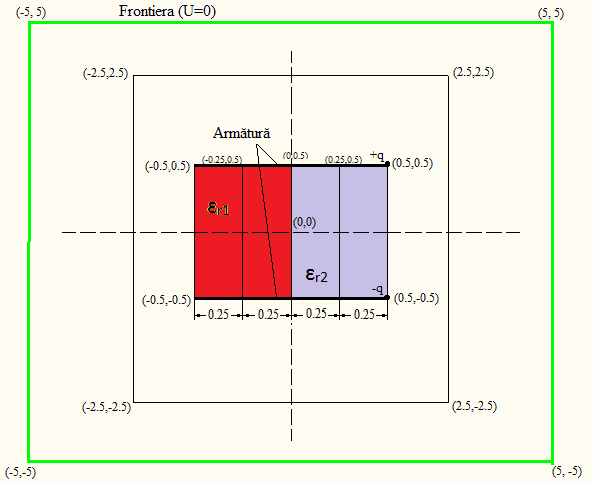 (-5, 5)
Frontiera (U=0)
(5, 5)
(-2.5,2.5)
(2.5,2.5)
Armătură
(-0.5,0.5)
(-0.25,0.5)
(0,0.5)
(0.25,0.5)
+q
(0.5,0.5)
εr1
(0,0)
εr2
-q
(-0.5,-0.5)
(0.5,-0.5)
0.25 0.25 0.25 0.25
(-2.5,-2.5)
(2.5,-2.5)
(-5,-5)
(5, -5)